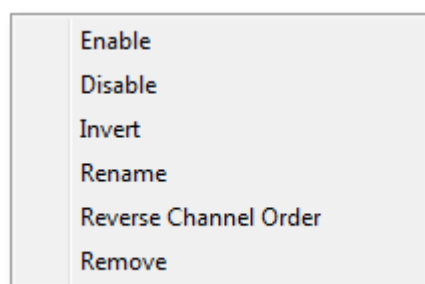 Enable
Disable
Invert
Rename
Reverse Channel Order
Remove